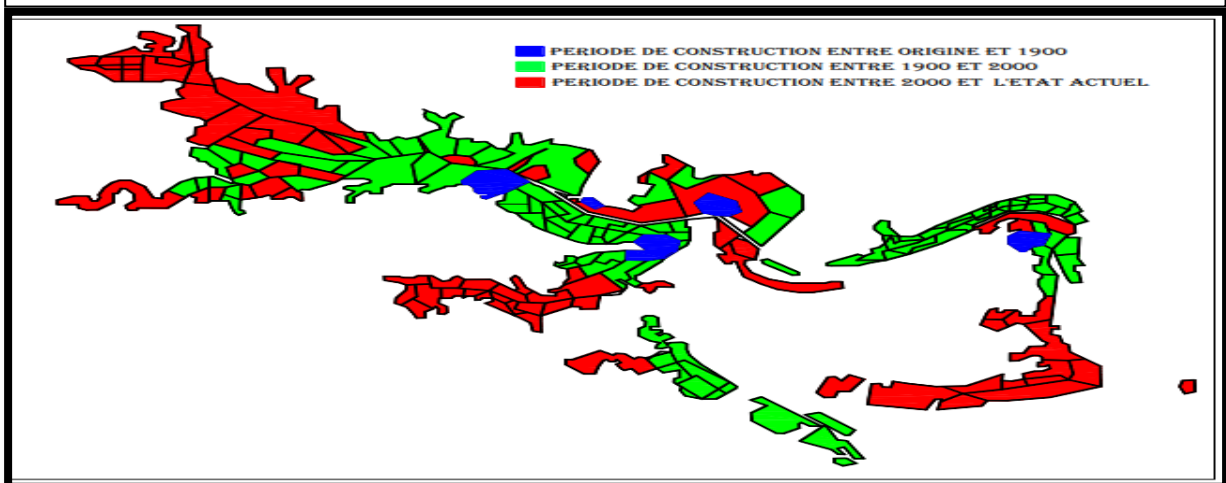 PERIODE DE CONSTRUCTION ENTRE ORIGINE ET 1900
PERIODE DE CONSTRUCTION ENTRE 1900 ET 2000
PERIODE DE CONSTRUCTION ENTRE 2000 ET L'ETAT ACTUEL